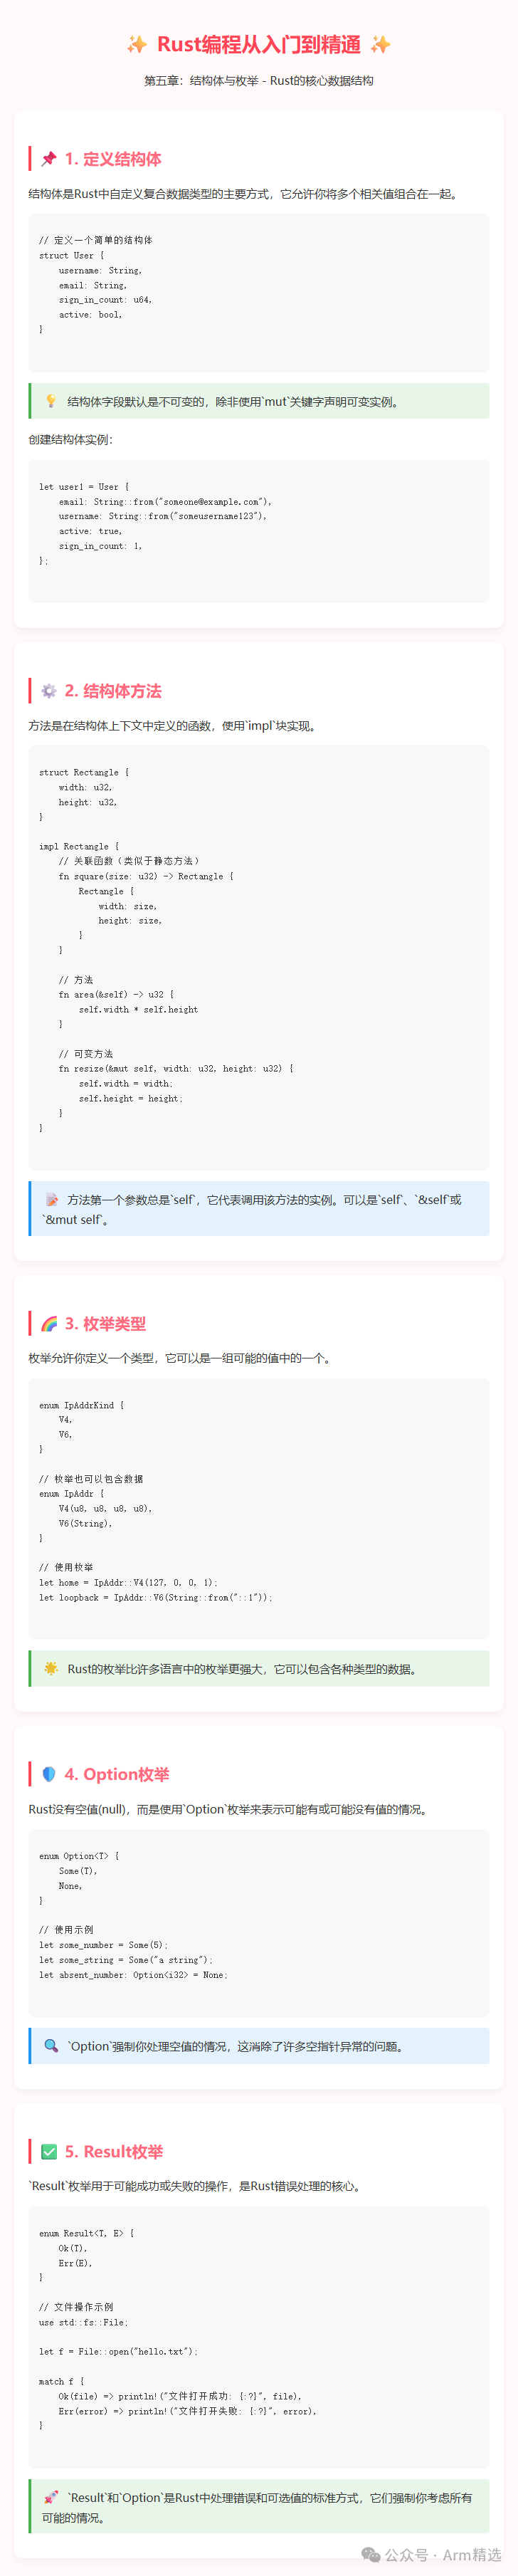 ✨ Rust编程从入门到精通 ✨
第五章：结构体与枚举 - Rust的核心数据结构
📌 1. 定义结构体
结构体是Rust中自定义复合数据类型的主要方式，它允许你将多个相关值组合在一起。
// 定义一个简单的结构体
struct User {
    username: String,
    email: String,
    sign_in_count: u64,
    active: bool,
}
💡 结构体字段默认是不可变的，除非使用`mut`关键字声明可变实例。
创建结构体实例：
let user1 = User {
    email: String::from("someone@example.com"),
    username: String::from("someusername123"),
    active: true,
    sign_in_count: 1,
};
⚙️ 2. 结构体方法
方法是在结构体上下文中定义的函数，使用`impl`块实现。
struct Rectangle {
    width: u32,
    height: u32,
}
impl Rectangle {
    // 关联函数（类似于静态方法）
    fn square(size: u32) -> Rectangle {
        Rectangle {
            width: size,
            height: size,
        }
    }
    // 方法
    fn area(&self) -> u32 {
        self.width * self.height
    }
    // 可变方法
    fn resize(&mut self, width: u32, height: u32) {
        self.width = width;
        self.height = height;
    }
}
📝 方法第一个参数总是`self`，它代表调用该方法的实例。可以是`self`、`&self`或
`&mut self`。
🌈 3. 枚举类型
枚举允许你定义一个类型，它可以是一组可能的值中的一个。
enum IpAddrKind {
    V4,
    V6,
}
// 枚举也可以包含数据
enum IpAddr {
    V4(u8, u8, u8, u8),
    V6(String),
}
// 使用枚举
let home = IpAddr::V4(127, 0, 0, 1);
let loopback = IpAddr::V6(String::from("::1"));
🌟 Rust的枚举比许多语言中的枚举更强大，它可以包含各种类型的数据。
🛡️ 4. Option枚举
Rust没有空值(null)，而是使用`Option`枚举来表示可能有或可能没有值的情况。
enum Option<T> {
    Some(T),
    None,
}
// 使用示例
let some_number = Some(5);
let some_string = Some("a string");
let absent_number: Option<i32> = None;
🔍 `Option`强制你处理空值的情况，这消除了许多空指针异常的问题。
✅ 5. Result枚举
`Result`枚举用于可能成功或失败的操作，是Rust错误处理的核心。
enum Result<T, E> {
    Ok(T),
    Err(E),
}
// 文件操作示例
use std::fs::File;
let f = File::open("hello.txt");
match f {
    Ok(file) => println!("文件打开成功: {:?}", file),
    Err(error) => println!("文件打开失败: {:?}", error),
}
🚀 `Result`和`Option`是Rust中处理错误和可选值的标准方式，它们强制你考虑所有
可能的情况。
公众号 · Arm精选